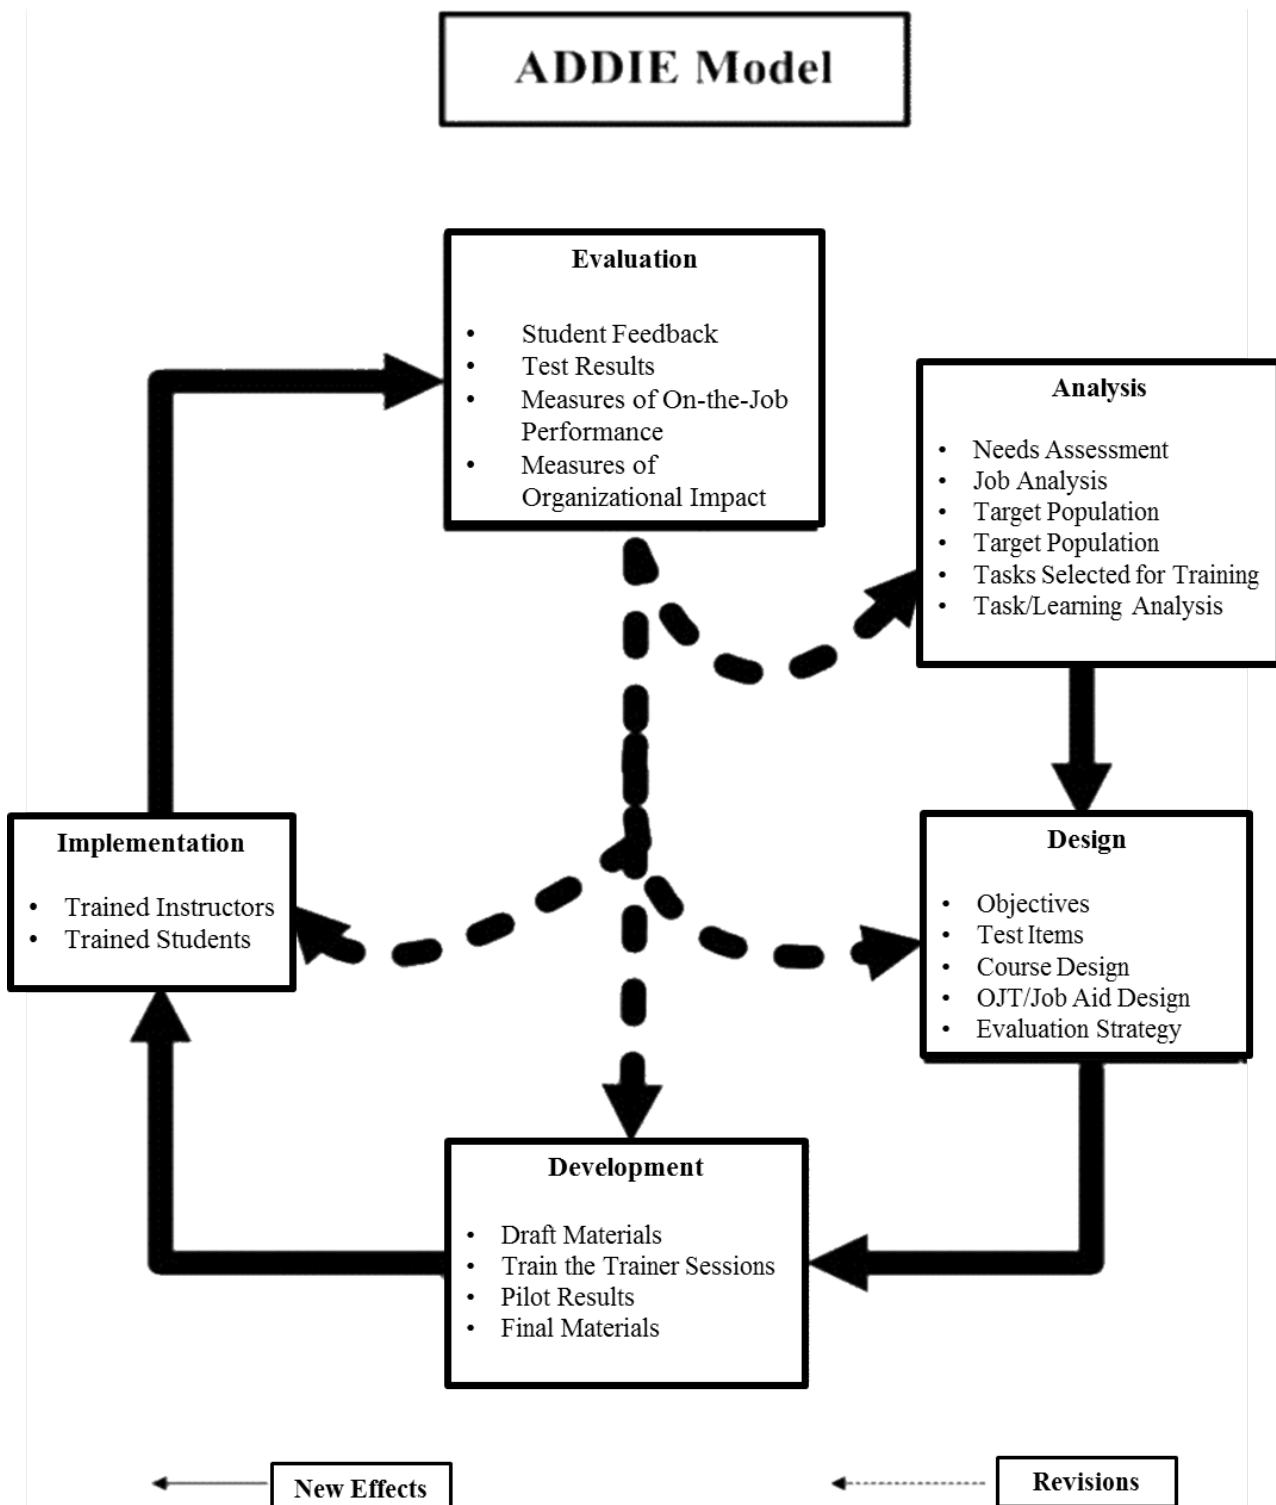 ADDIE Model
Evaluation
• Student Feedback
• Test Results
• Measures of On-the-Job
Performance
• Measures of
Organizational Impact
Analysis
• Needs Assessment
• Job Analysis
• Target Population
• Target Population
• Tasks Selected for Training
• Task/Learning Analysis
Implementation
• Trained Instructors
• Trained Students
Design
• Objectives
• Test Items
• Course Design
• OJT/Job Aid Design
• Evaluation Strategy
Development
• Draft Materials
• Train the Trainer Sessions
• Pilot Results
• Final Materials
New Effects
Revisions